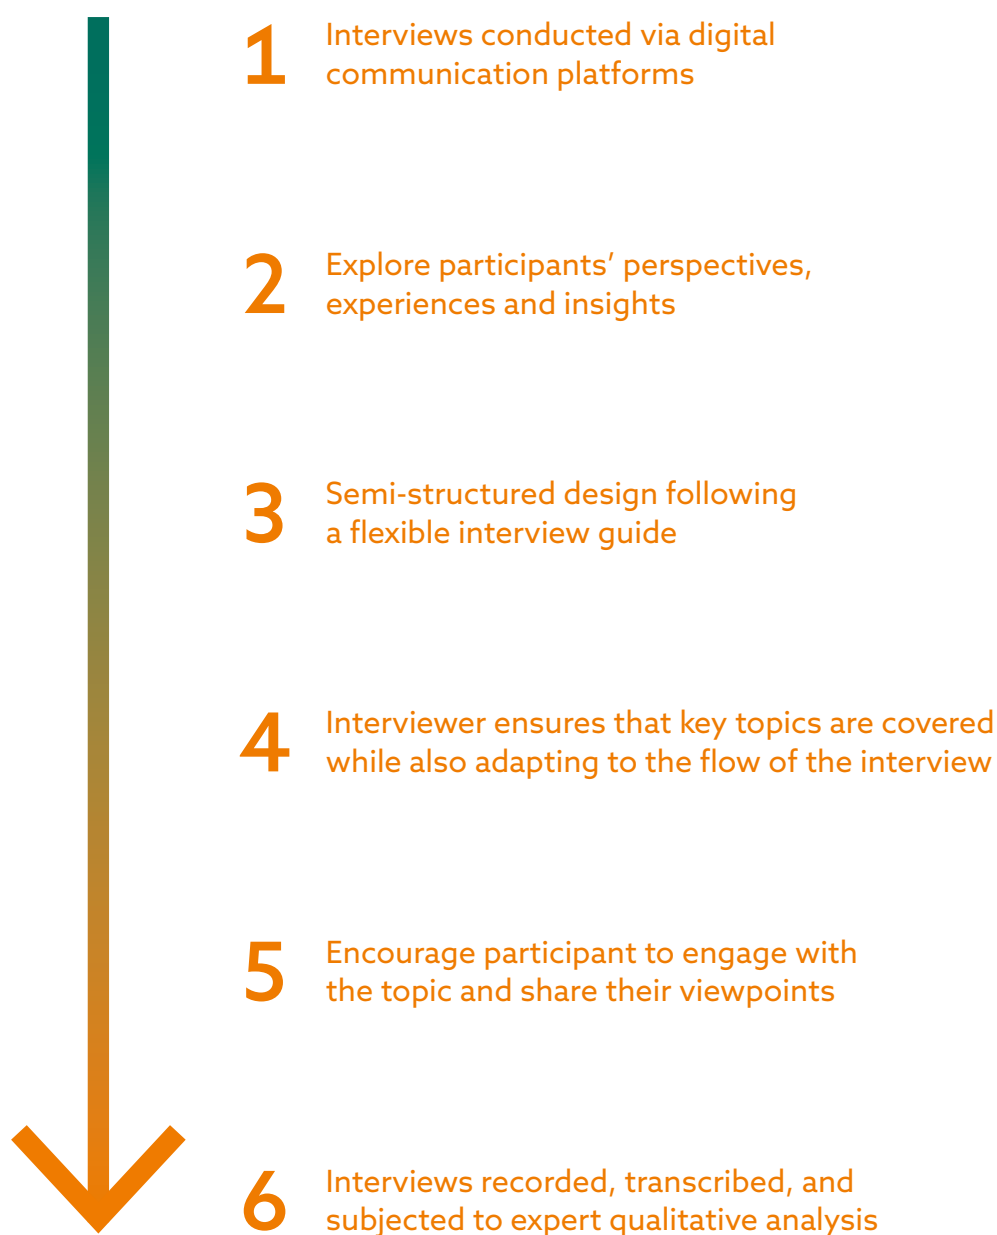 1
Interviews conducted via digital
communication platforms
2
Explore participants’ perspectives,
experiences and insights
3
Semi-structured design following
a flexible interview guide
4
Interviewer ensures that key topics are covered
while also adapting to the flow of the interview
5
Encourage participant to engage with
the topic and share their viewpoints
6
Interviews recorded, transcribed, and
subjected to expert qualitative analysis